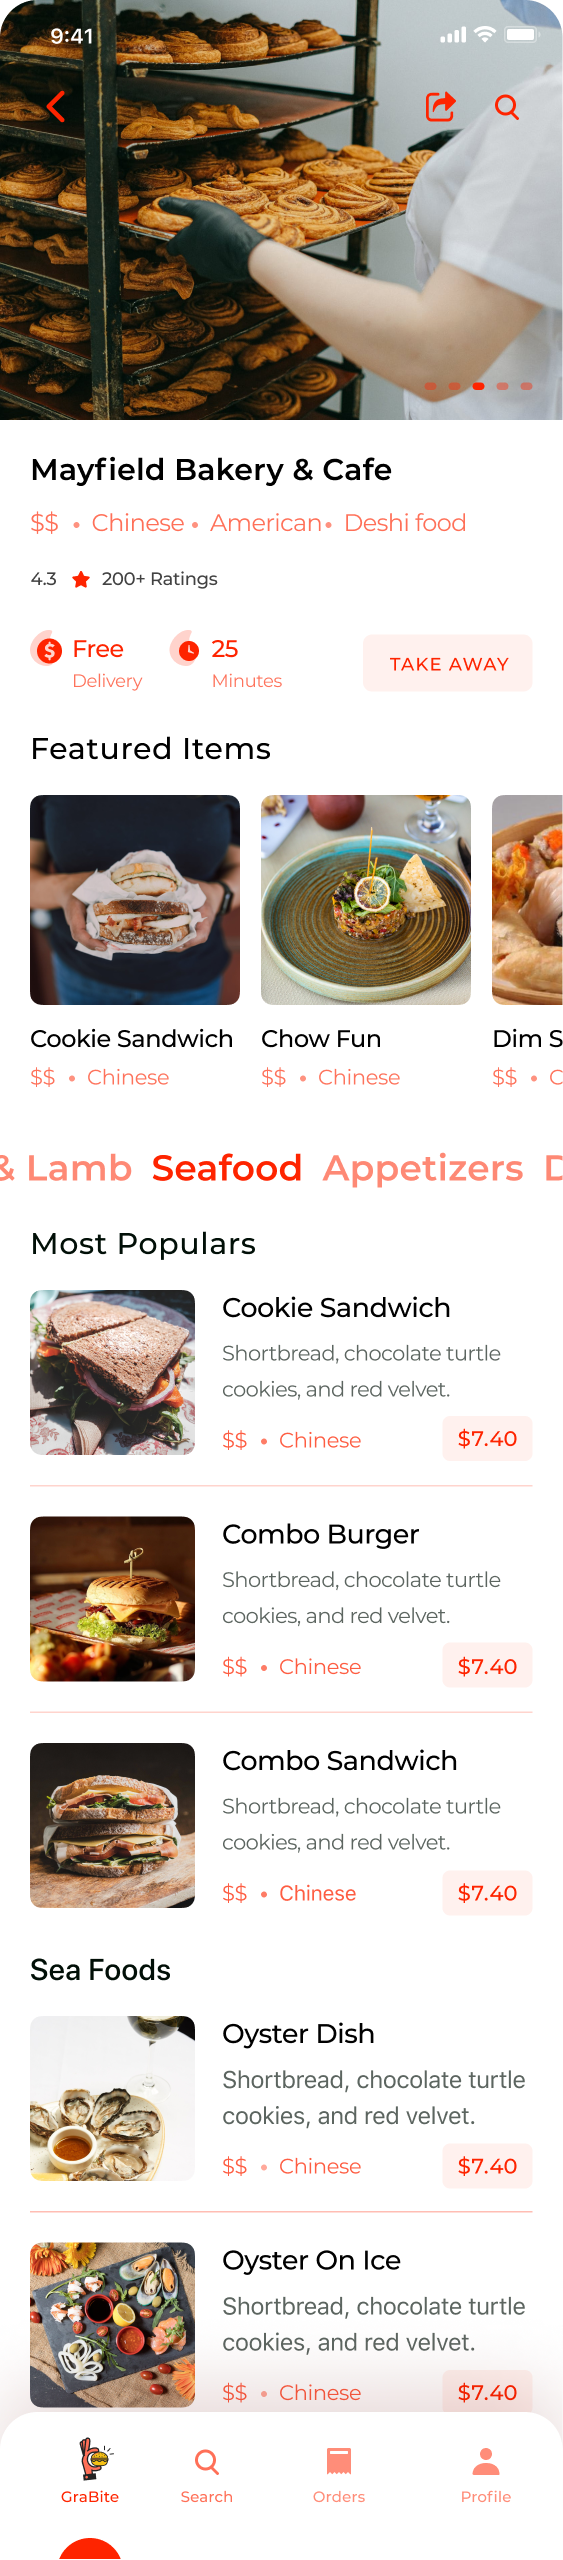 9:41
Mayfield Bakery & Cafe
$$ • Chinese • American • Deshi food
4.3 200+ Ratings
Free
Delivery
25
Minutes
TAKE AWAY
Featured Items
Cookie Sandwich
$$ • Chinese
Chow Fun
$$ • Chinese
Dim S
$$ • C
& Lamb Seafood Appetizers D
Most Populars
Cookie Sandwich
Shortbread, chocolate turtle
cookies, and red velvet.
$$ • Chinese
$7.40
Combo Burger
Shortbread, chocolate turtle
cookies, and red velvet.
$$ • Chinese
$7.40
Combo Sandwich
Shortbread, chocolate turtle
cookies, and red velvet.
$$ • Chinese
$7.40
Sea Foods
Oyster Dish
Shortbread, chocolate turtle
cookies, and red velvet.
$$ • Chinese
$7.40
Oyster On Ice
Shortbread, chocolate turtle
cookies, and red velvet.
$$ • Chinese
$7.40
GraBite
Search
Orders
Profile